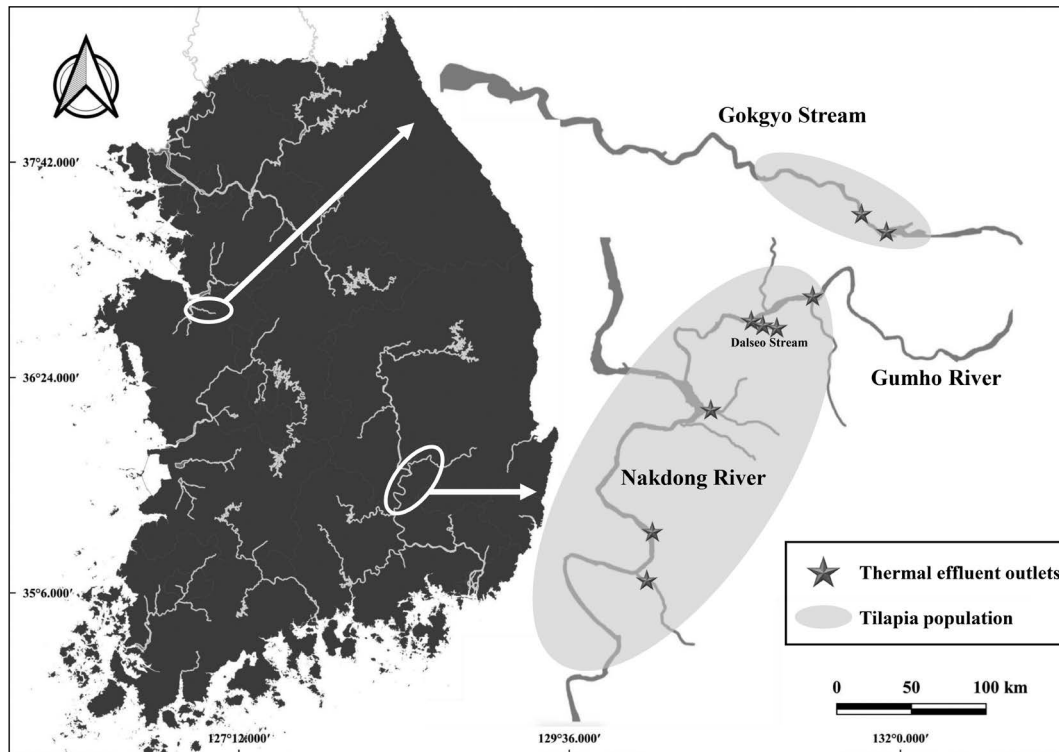 Gokgyo Stream
37°42.000′
Dalseo Stream
Gumho River
36°24.000′
Nakdong River
Thermal effluent outlets
35°6.000′
Tilapia population
0 50 100 km
127°12.000′ 129°36.000′ 132°0.000′